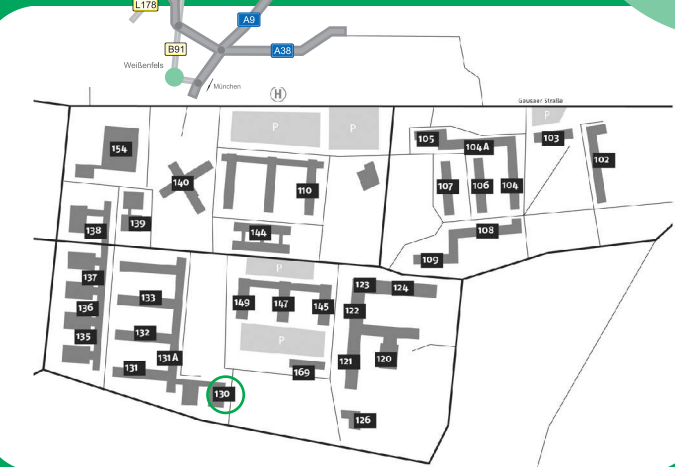 L178
A9
B91
A38
Weißenfels
München
H
Geusaer Straße
P
P
P
105
103
154
104A
102
140
107
106
104
110
139
138
144
108
109
P
137
123
124
133
149
147
145
136
122
132
135
P
131A
121
120
131
169
130
126